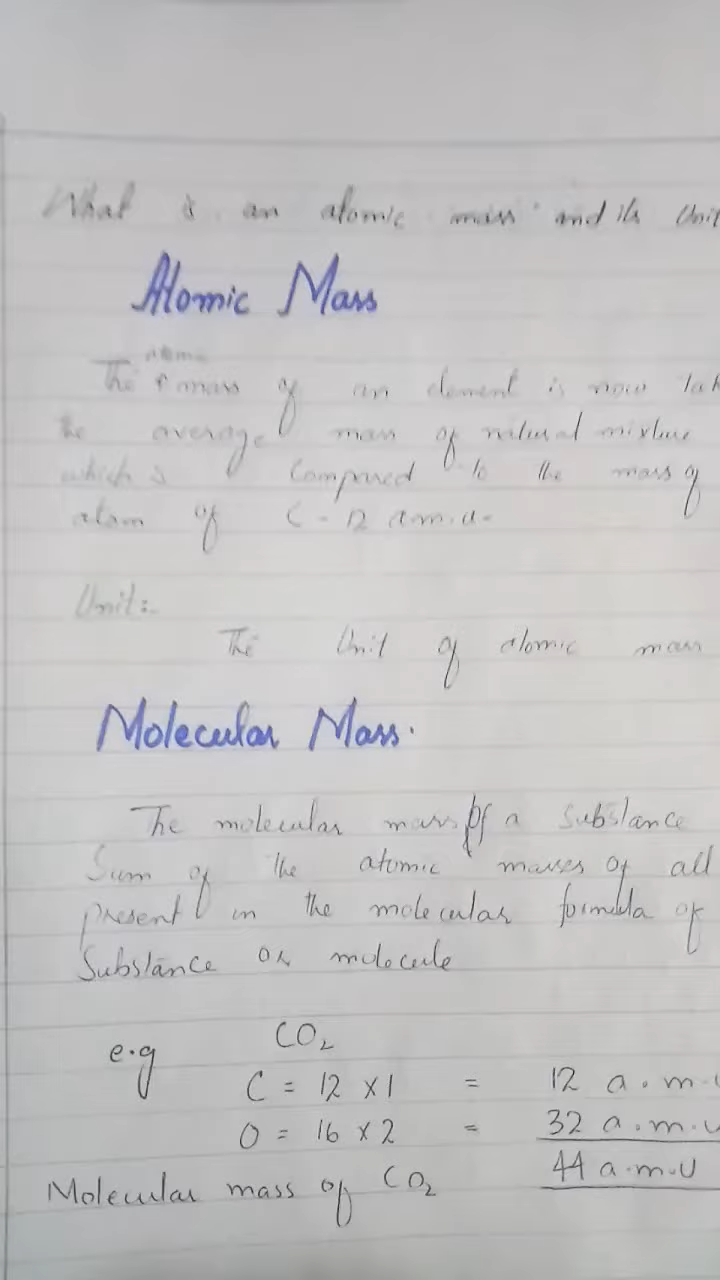 What is an atomic mass and its Unit
Atomic Mass
atomic
The mass of an element is now tak
the average mass of natural mixture
which is Compared to the mass of
atom of C-12 a.m.u.
Unit:-
The Unit of atomic mass
Molecular Mass.
The molecular mass of a Substance
Sum of the atomic masses of all
present in the molecular formula of
Substance or molecule
e.g CO₂
C = 12 x 1 = 12 a.m.u
O = 16 x 2 = 32 a.m.u
44 a.m.U
Molecular mass of CO₂